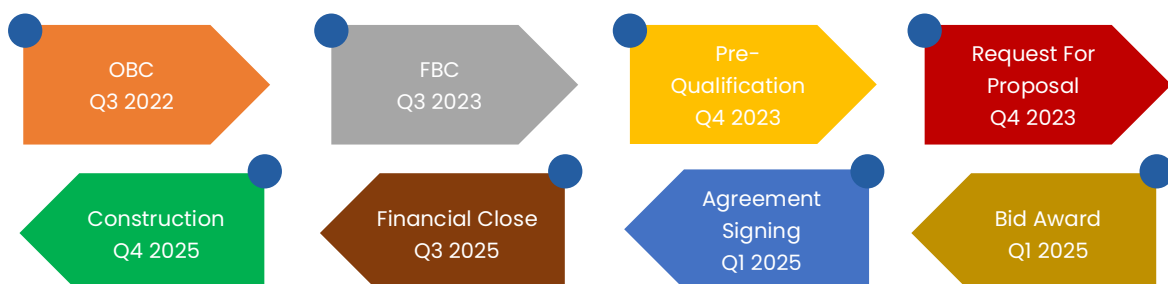 OBC
Q3 2022
FBC
Q3 2023
Pre-
Qualification
Q4 2023
Request For
Proposal
Q4 2023
Construction
Q4 2025
Financial Close
Q3 2025
Agreement
Signing
Q1 2025
Bid Award
Q1 2025